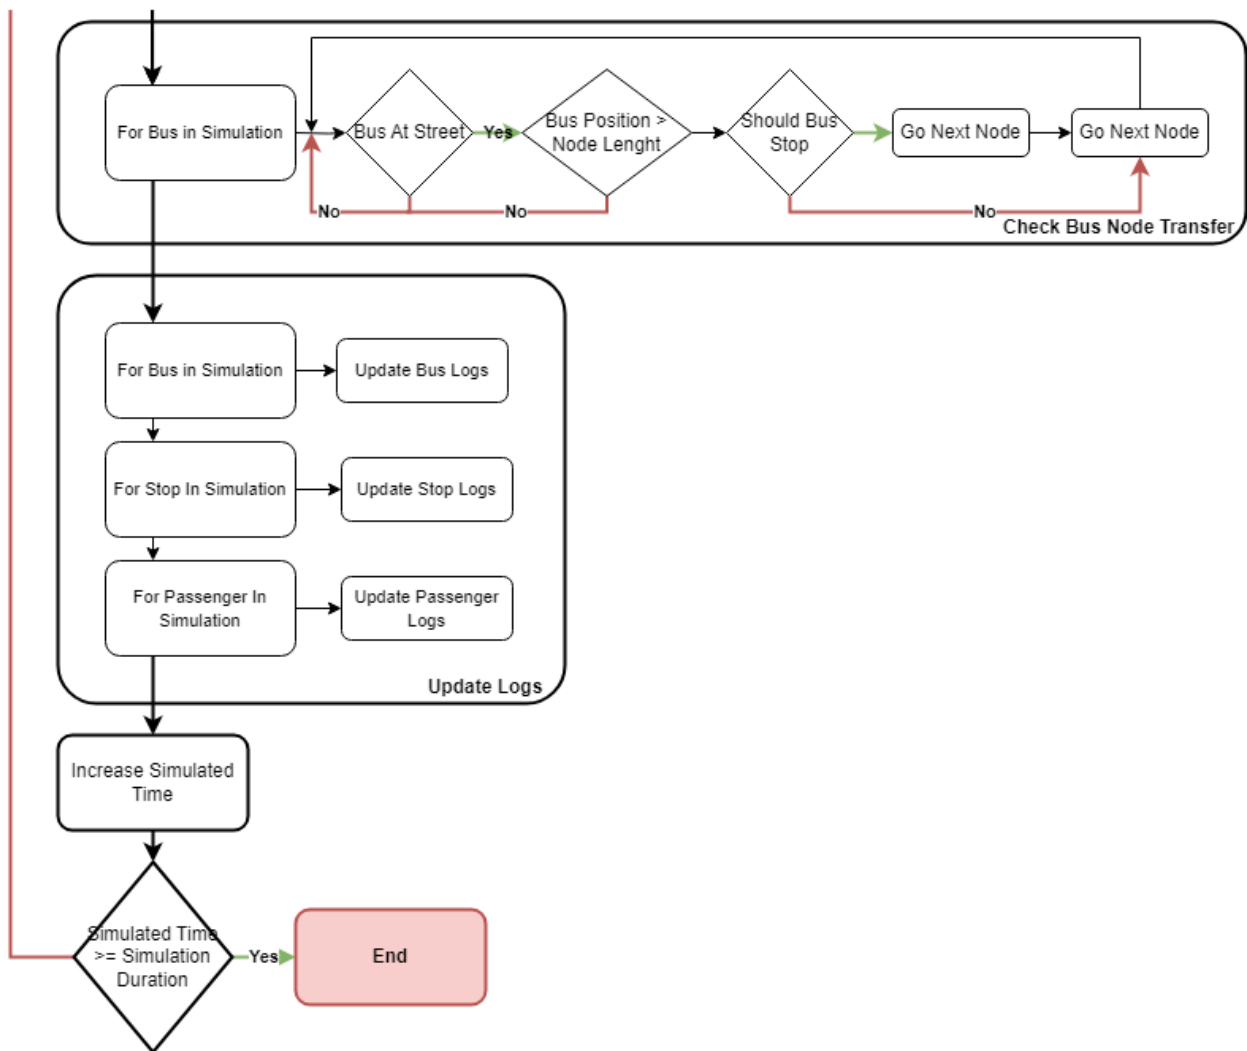 For Bus in Simulation
Bus At Street
Yes
Bus Position >
Node Lenght
Should Bus
Stop
Go Next Node
Go Next Node
No
No
No
Check Bus Node Transfer
For Bus in Simulation
Update Bus Logs
For Stop In Simulation
Update Stop Logs
For Passenger In
Simulation
Update Passenger
Logs
Update Logs
Increase Simulated
Time
Simulated Time
>= Simulation
Duration
Yes
End